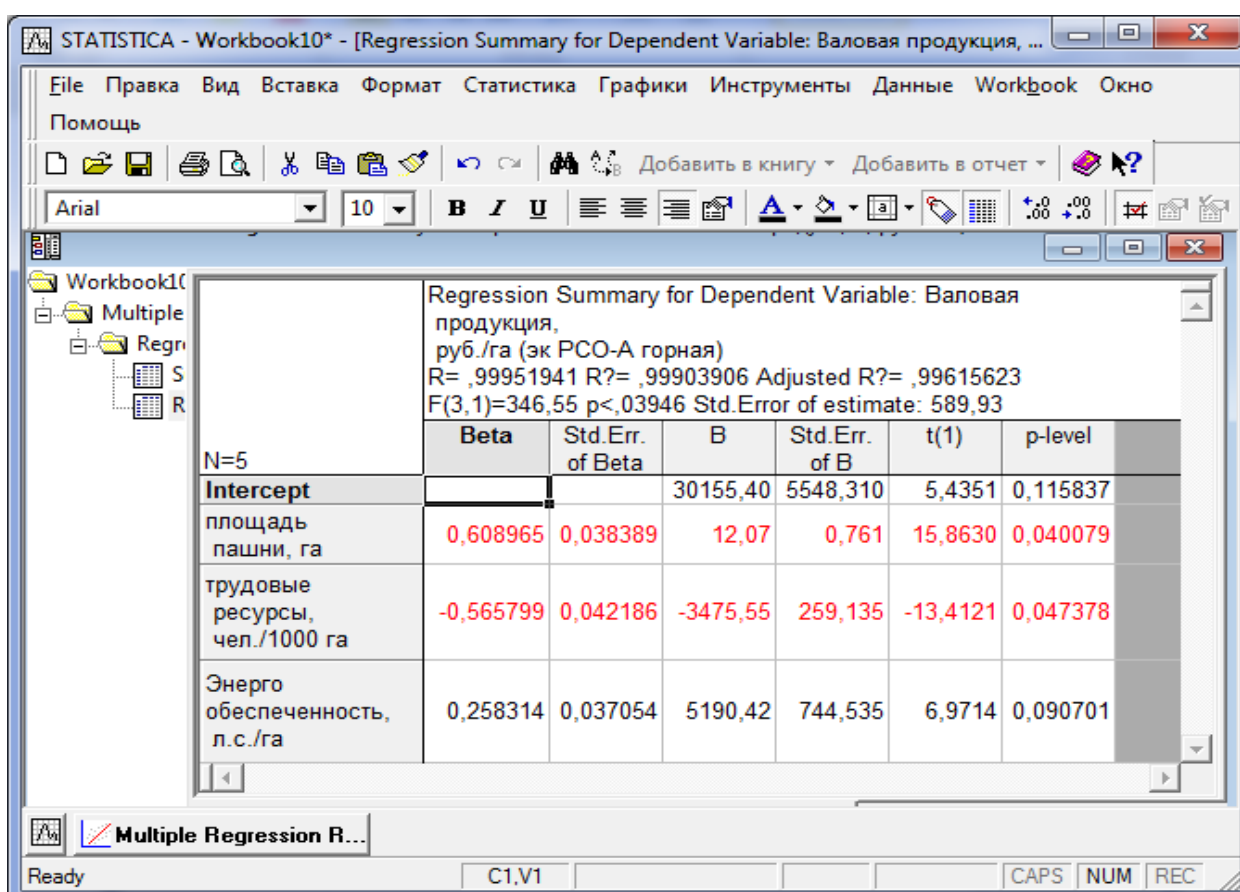 STATISTICA - Workbook10* - [Regression Summary for Dependent Variable: Валовая продукция, ...
File Правка Вид Вставка Формат Статистика Графики Инструменты Данные Workbook Окно
Помощь
Добавить в книгу Добавить в отчет
Arial 10 B I U A
Workbook10
Multiple
Regr
S
R
Regression Summary for Dependent Variable: Валовая
продукция,
руб./га (эк РСО-А горная)
R= ,99951941 R?= ,99903906 Adjusted R?= ,99615623
F(3,1)=346,55 p<,03946 Std.Error of estimate: 589,93
N=5 Beta Std.Err. of Beta B Std.Err. of B t(1) p-level
Intercept 30155,40 5548,310 5,4351 0,115837
площадь
пашни, га 0,608965 0,038389 12,07 0,761 15,8630 0,040079
трудовые
ресурсы, -0,565799 0,042186 -3475,55 259,135 -13,4121 0,047378
чел./1000 га
Энерго
обеспеченность, 0,258314 0,037054 5190,42 744,535 6,9714 0,090701
л.с./га
Multiple Regression R...
Ready C1,V1 CAPS NUM REC